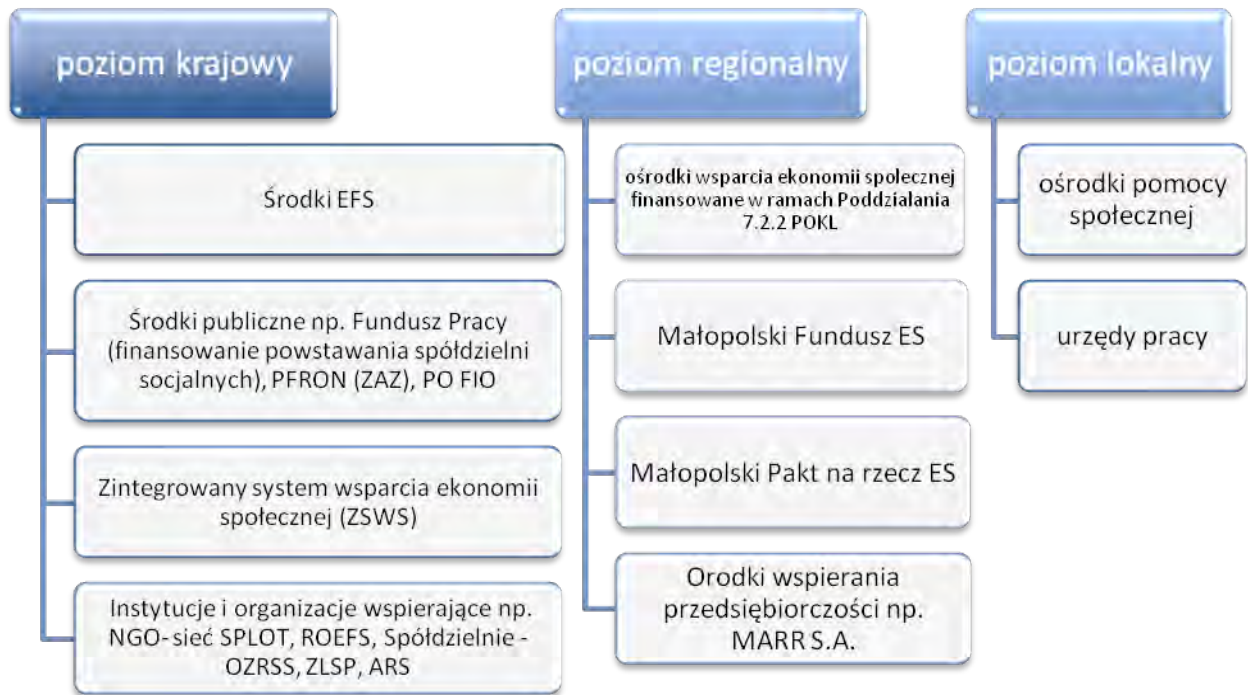 poziom krajowy
Środki EFS
Środki publiczne np. Fundusz Pracy
(finansowanie powstawania spółdzielni
socjalnych), PFRON (ZAZ), PO FIO
Zintegrowany system wsparcia ekonomii
społecznej (ZSWS)
Instytucje i organizacje wspierające np.
NGO- sieć SPLOT, ROEFS, Spółdzielnie -
OZRSS, ZLSP, ARS
poziom regionalny
ośrodki wsparcia ekonomii społecznej
finansowane w ramach Poddzialania
7.2.2 POKL
Małopolski Fundusz ES
Małopolski Pakt na rzecz ES
Orodki wspierania
przedsiębiorczości np.
MARR S.A.
poziom lokalny
ośrodki pomocy
społecznej
urzędy pracy